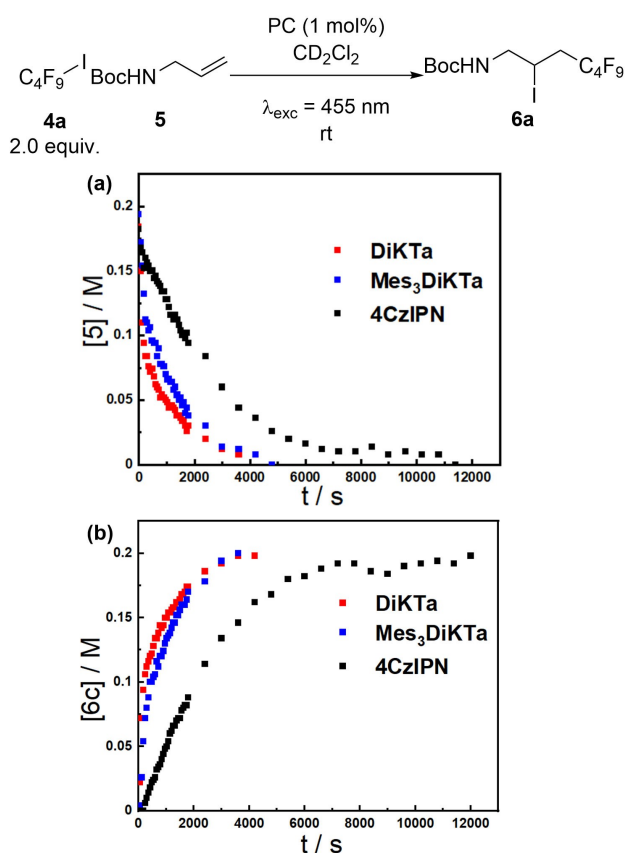 PC (1 mol%)
CD₂Cl₂
λexc = 455 nm
rt
C₄F₉
I
BocHN
BocHN
I
C₄F₉
4a
5
6a
2.0 equiv.
(a)
0.2
0.15
0.1
0.05
0
[5] / M
DiKTa
Mes₃DiKTa
4CzIPN
0 2000 4000 6000 8000 10000 12000
t / s
(b)
0.2
0.15
0.1
0.05
0
[6c] / M
DiKTa
Mes₃DiKTa
4CzIPN
0 2000 4000 6000 8000 10000 12000
t / s